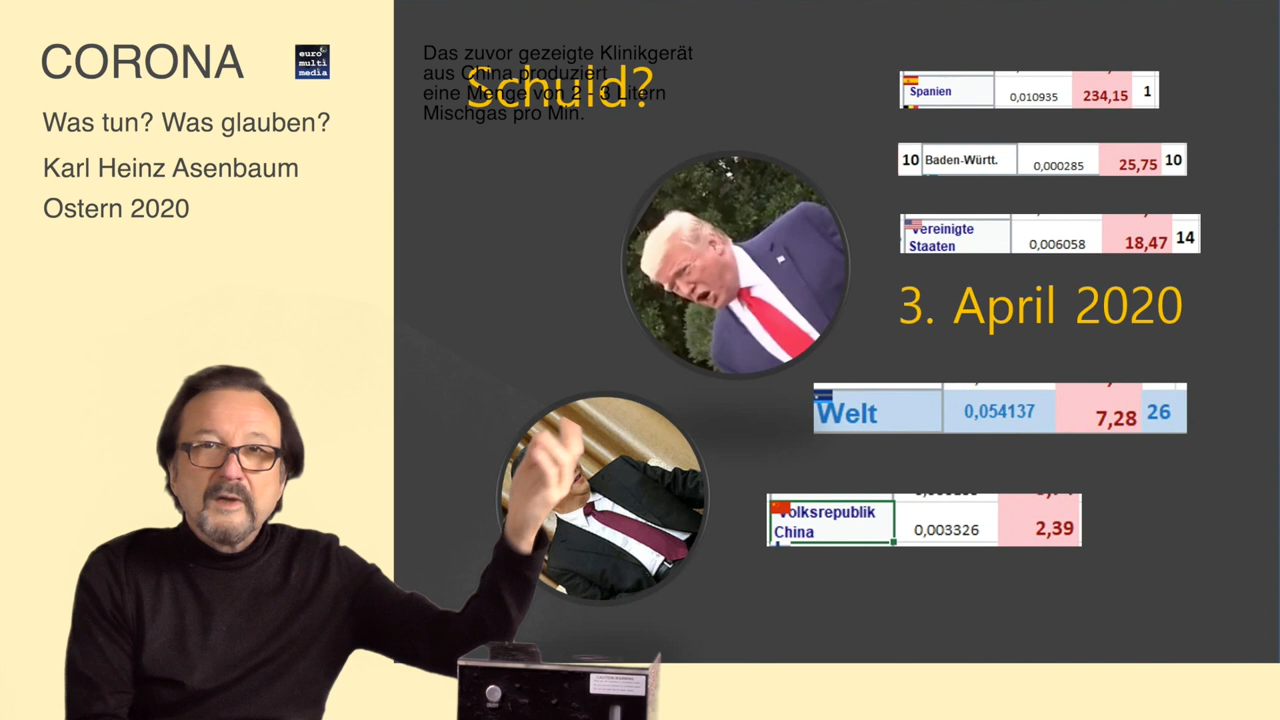 CORONA
euro
multi
media
Was tun? Was glauben?
Karl Heinz Asenbaum
Ostern 2020
Das zuvor gezeigte Klinikgerät
aus China produziert
eine Menge von 2 - 3 Litern
Mischgas pro Min.
Schuld?
Spanien 0,010935 234,15 1
10 Baden-Württ. 0,000285 25,75 10
Vereinigte
Staaten 0,006058 18,47 14
3. April 2020
Welt 0,054137 7,28 26
Volksrepublik
China 0,003326 2,39